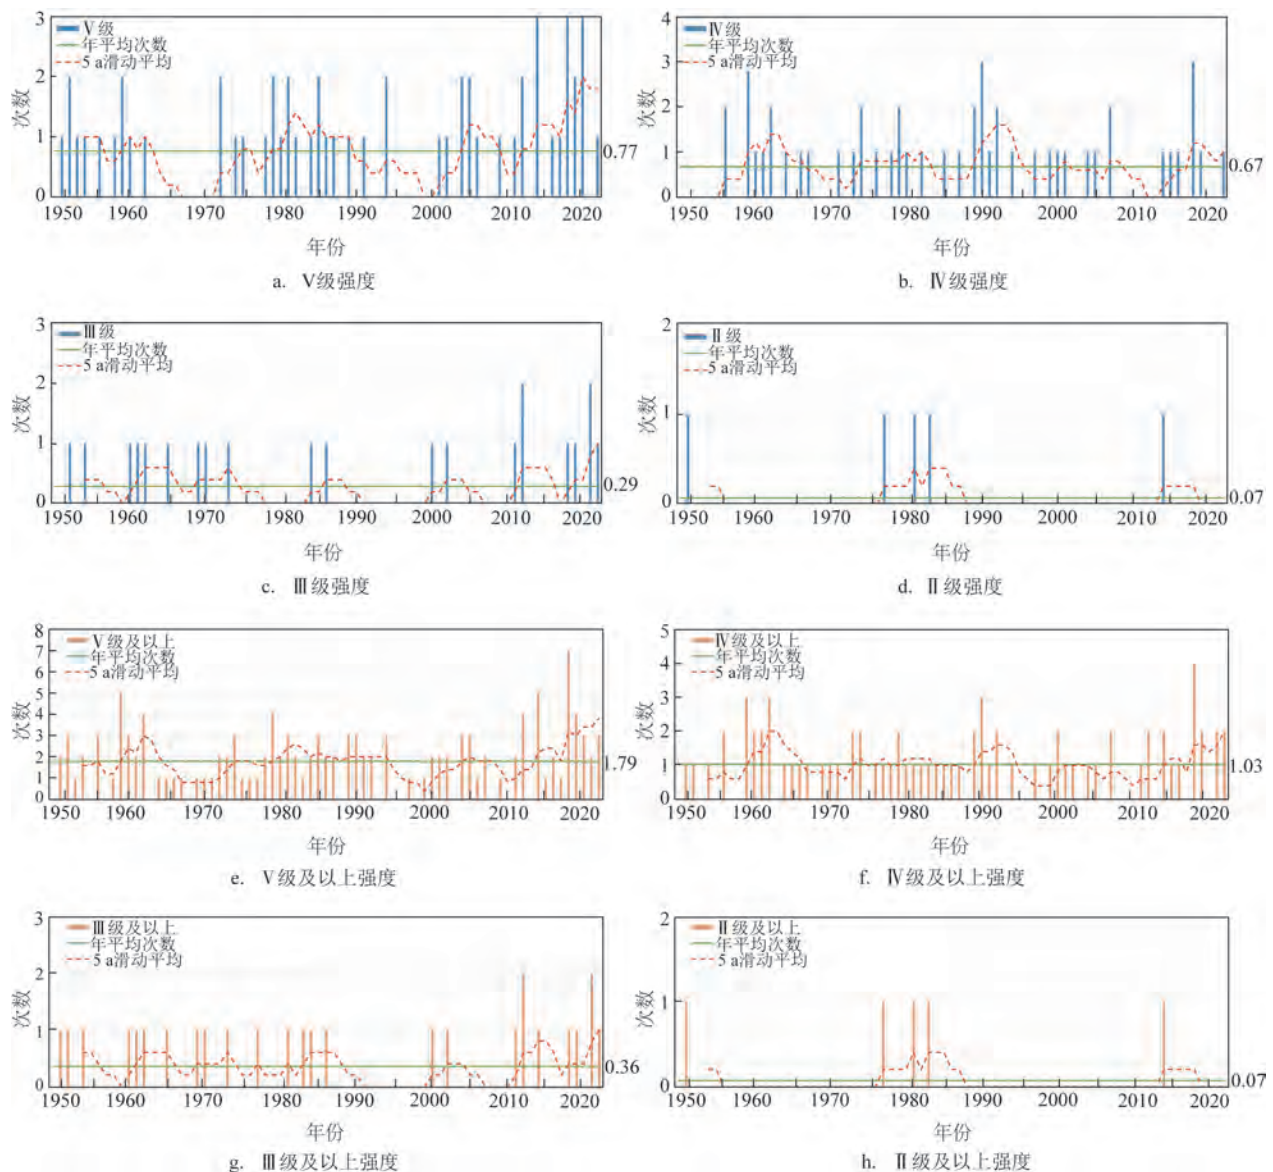 3
Ⅴ级
年平均次数
5 a滑动平均
2
1
0
次数
0.77
1950 1960 1970 1980 1990 2000 2010 2020
年份
a. Ⅴ级强度
4
Ⅳ级
年平均次数
5 a滑动平均
3
2
1
0
次数
0.67
1950 1960 1970 1980 1990 2000 2010 2020
年份
b. Ⅳ级强度
3
Ⅲ级
年平均次数
5 a滑动平均
2
1
0
次数
0.29
1950 1960 1970 1980 1990 2000 2010 2020
年份
c. Ⅲ级强度
2
Ⅱ级
年平均次数
5 a滑动平均
1
0
次数
0.07
1950 1960 1970 1980 1990 2000 2010 2020
年份
d. Ⅱ级强度
8
Ⅴ级及以上
年平均次数
5 a滑动平均
7
6
5
4
3
2
1
0
次数
1.79
1950 1960 1970 1980 1990 2000 2010 2020
年份
e. Ⅴ级及以上强度
5
Ⅳ级及以上
年平均次数
5 a滑动平均
4
3
2
1
0
次数
1.03
1950 1960 1970 1980 1990 2000 2010 2020
年份
f. Ⅳ级及以上强度
3
Ⅲ级及以上
年平均次数
5 a滑动平均
2
1
0
次数
0.36
1950 1960 1970 1980 1990 2000 2010 2020
年份
g. Ⅲ级及以上强度
2
Ⅱ级及以上
年平均次数
5 a滑动平均
1
0
次数
0.07
1950 1960 1970 1980 1990 2000 2010 2020
年份
h. Ⅱ级及以上强度